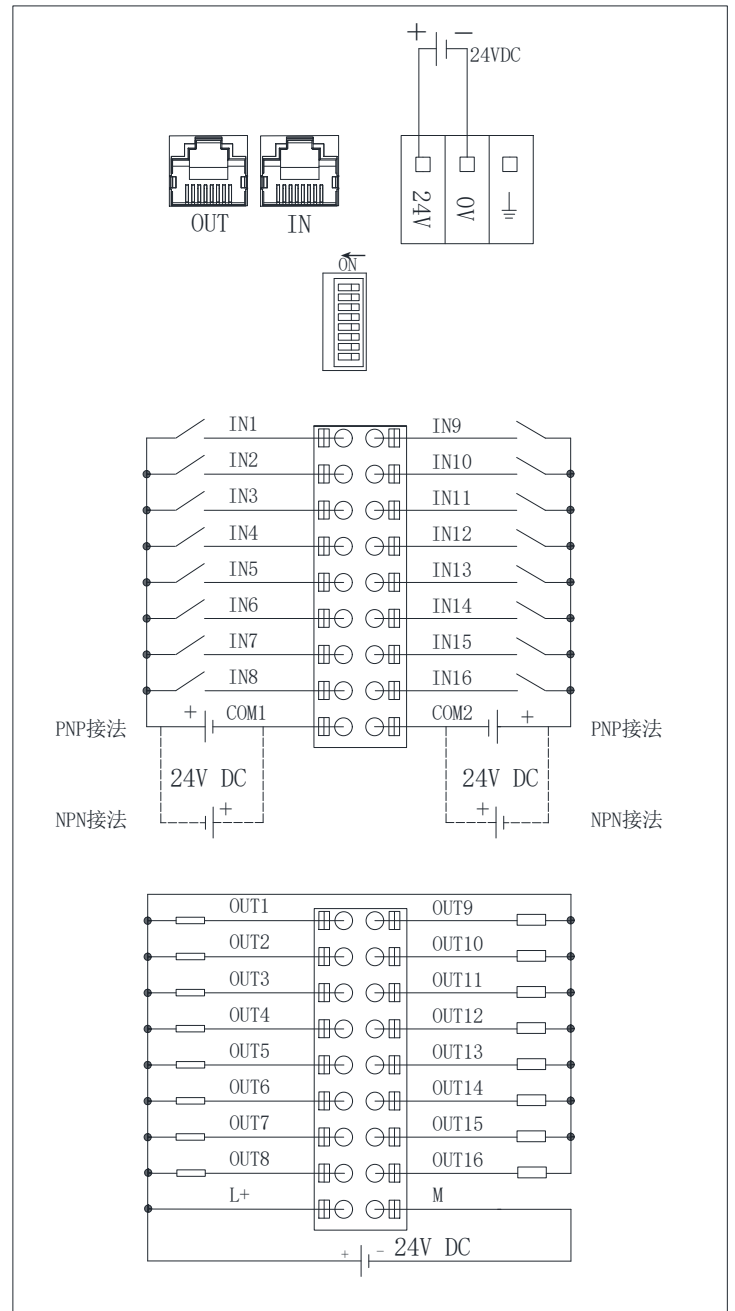 + -
24VDC
OUT IN
24V 0V
ON
IN1 IN9
IN2 IN10
IN3 IN11
IN4 IN12
IN5 IN13
IN6 IN14
IN7 IN15
IN8 IN16
PNP接法 + COM1 COM2 + PNP接法
24V DC 24V DC
NPN接法 + + NPN接法
OUT1 OUT9
OUT2 OUT10
OUT3 OUT11
OUT4 OUT12
OUT5 OUT13
OUT6 OUT14
OUT7 OUT15
OUT8 OUT16
L+ M
+ - 24V DC